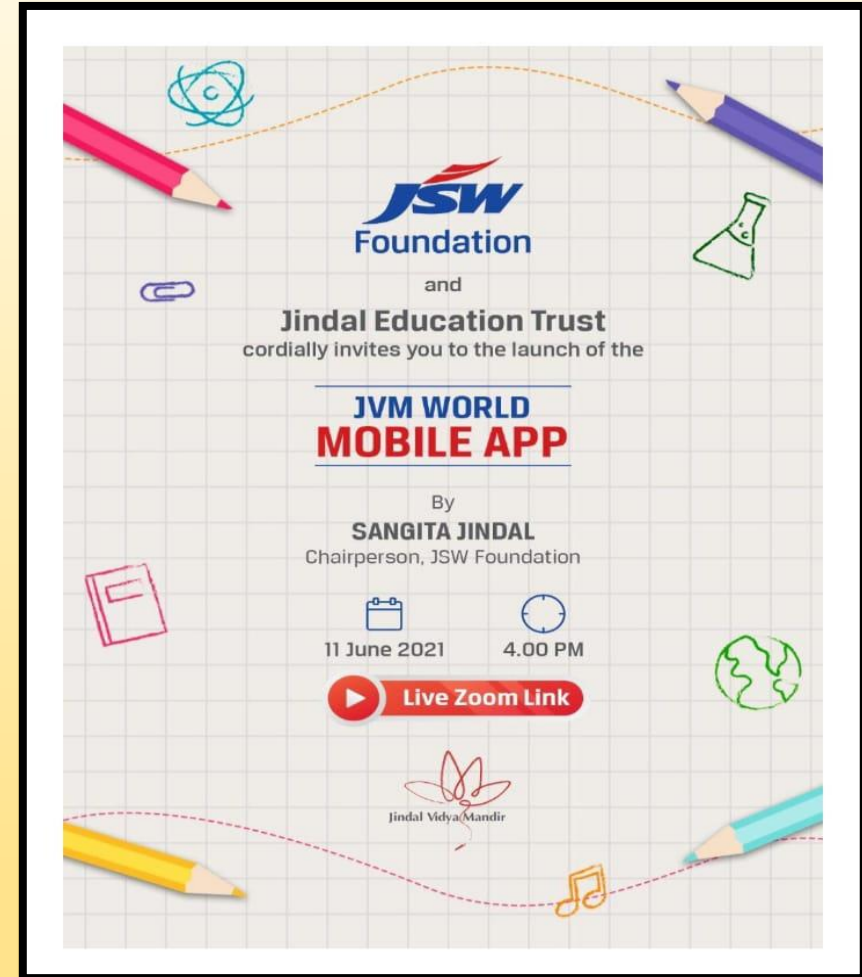 JSW
Foundation
and
Jindal Education Trust
cordially invites you to the launch of the
JVM WORLD
MOBILE APP
By
SANGITA JINDAL
Chairperson, JSW Foundation
11 June 2021 4.00 PM
Live Zoom Link
Jindal Vidya Mandir